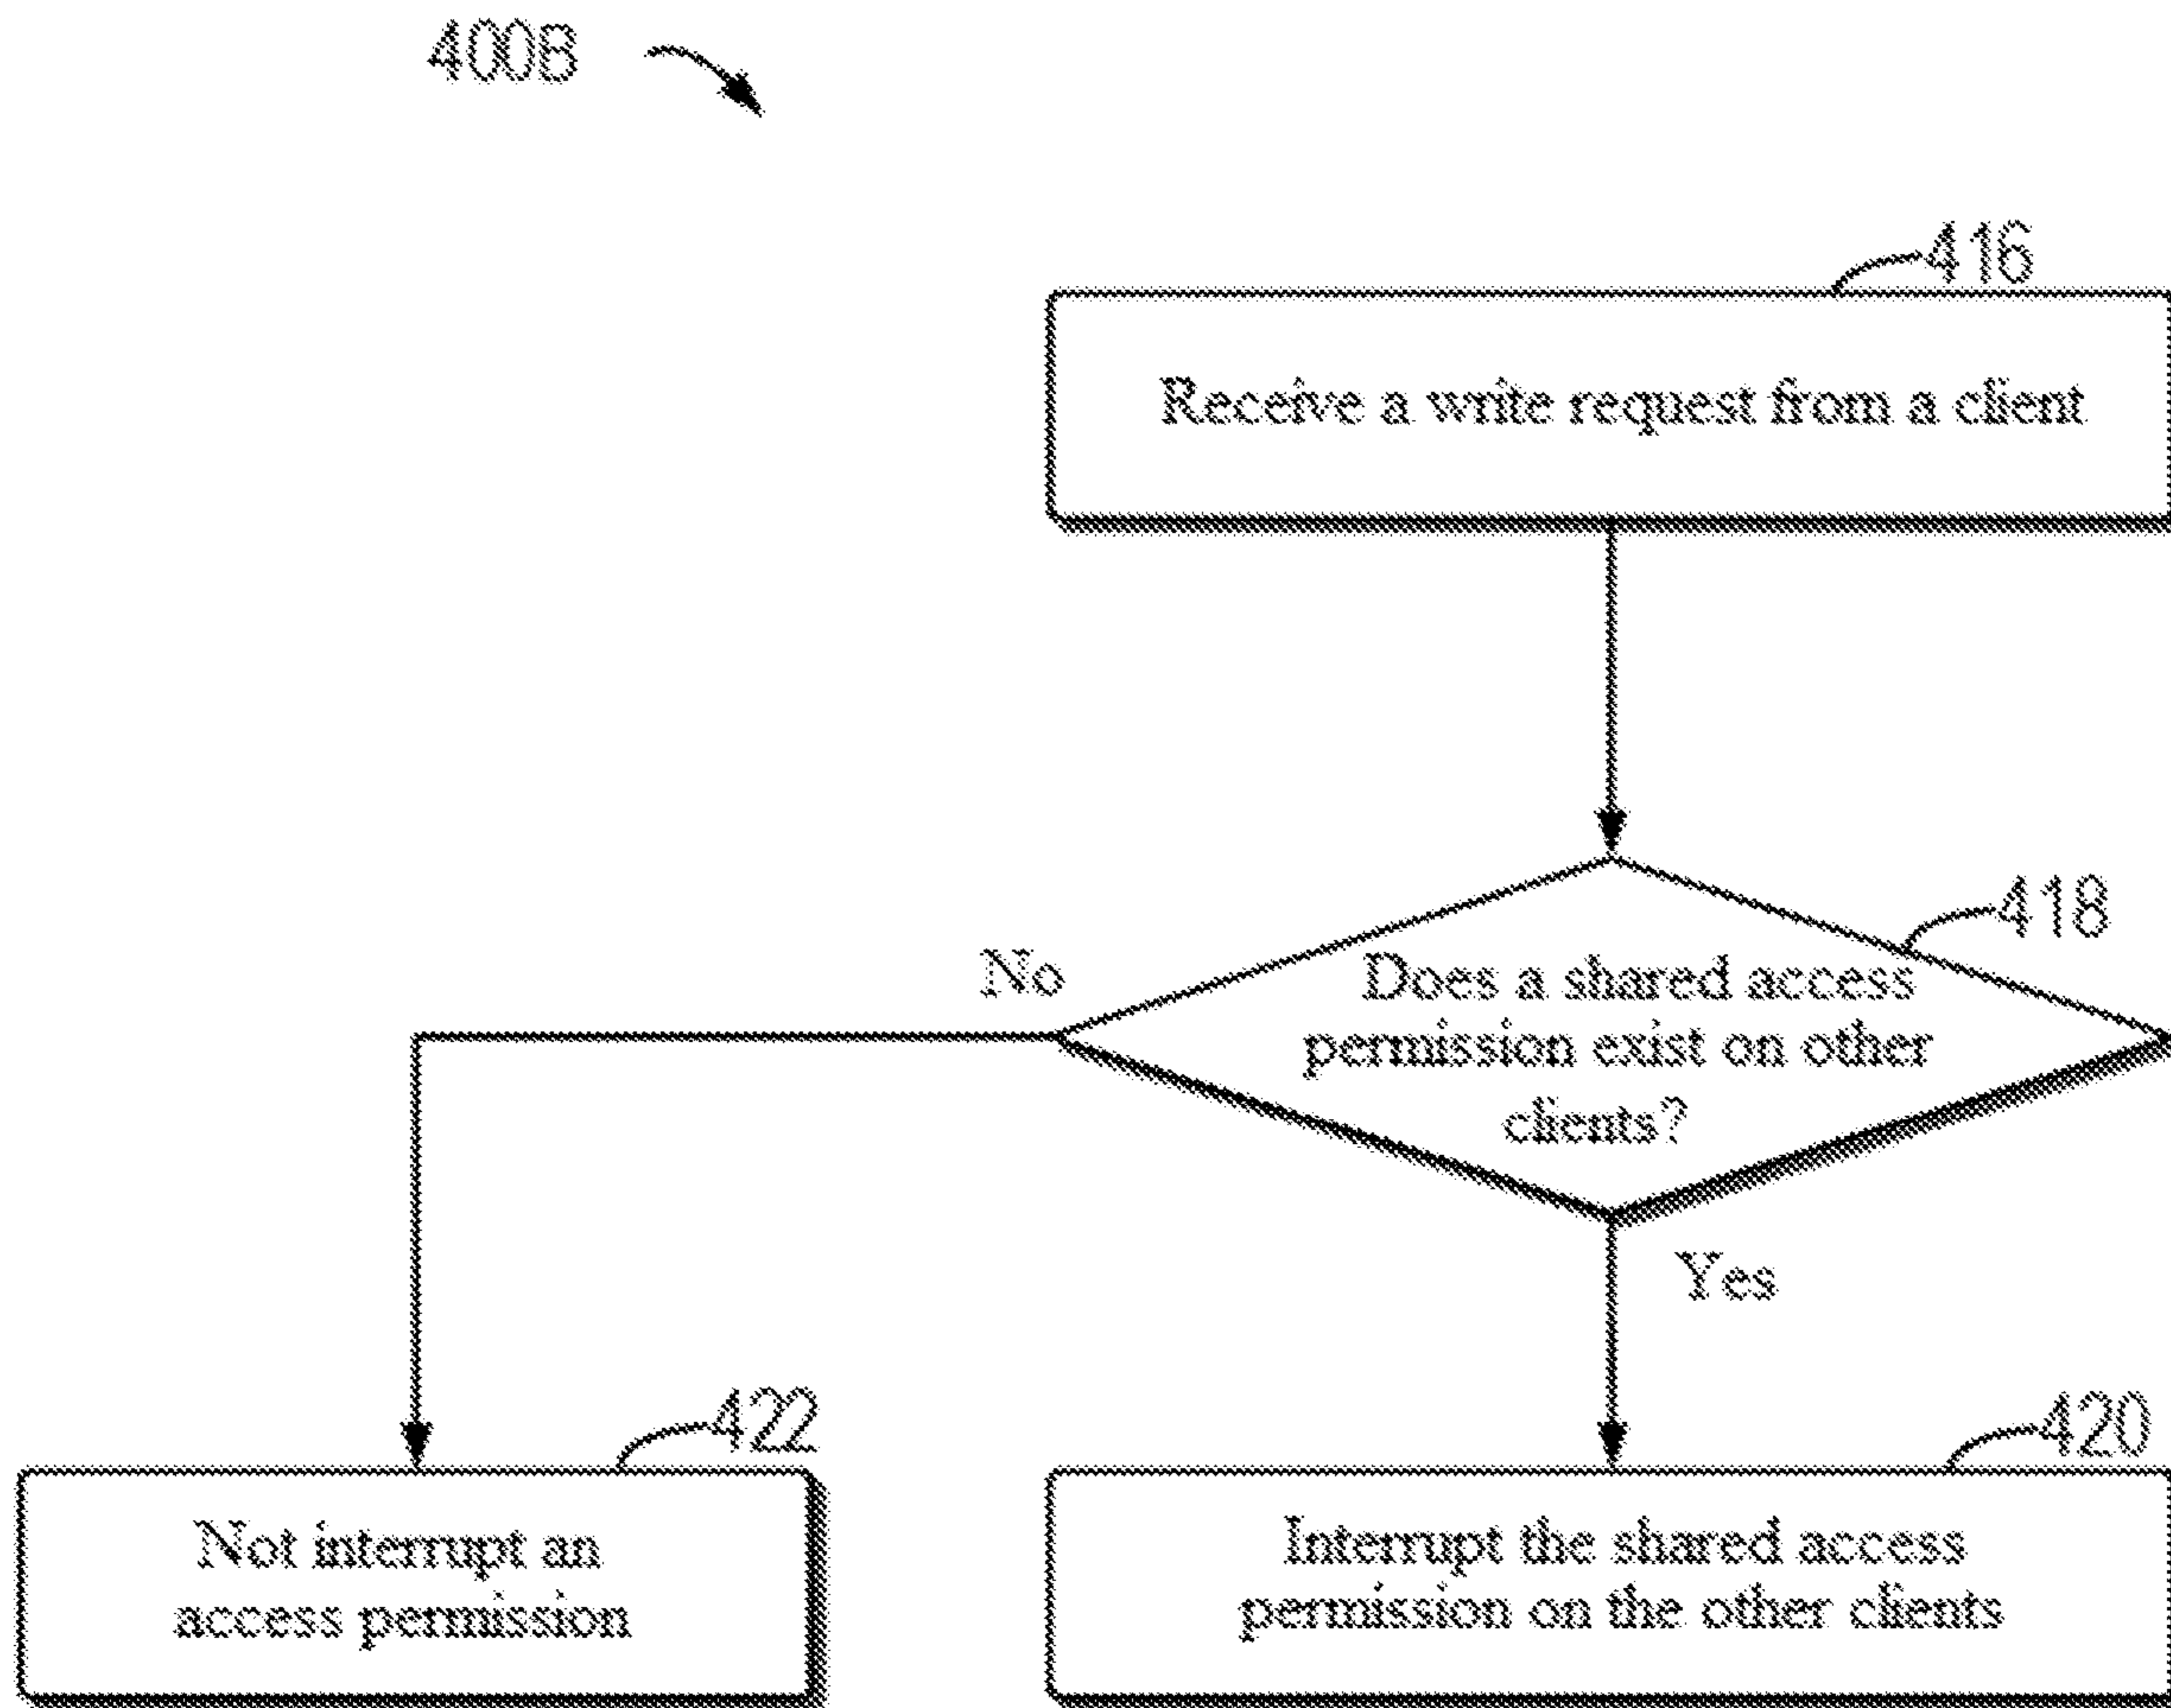 400B
416
Receive a write request from a client
418
No
Does a shared access
permission exist on other
clients?
Yes
422
420
Not interrupt an
access permission
Interrupt the shared access
permission on the other clients